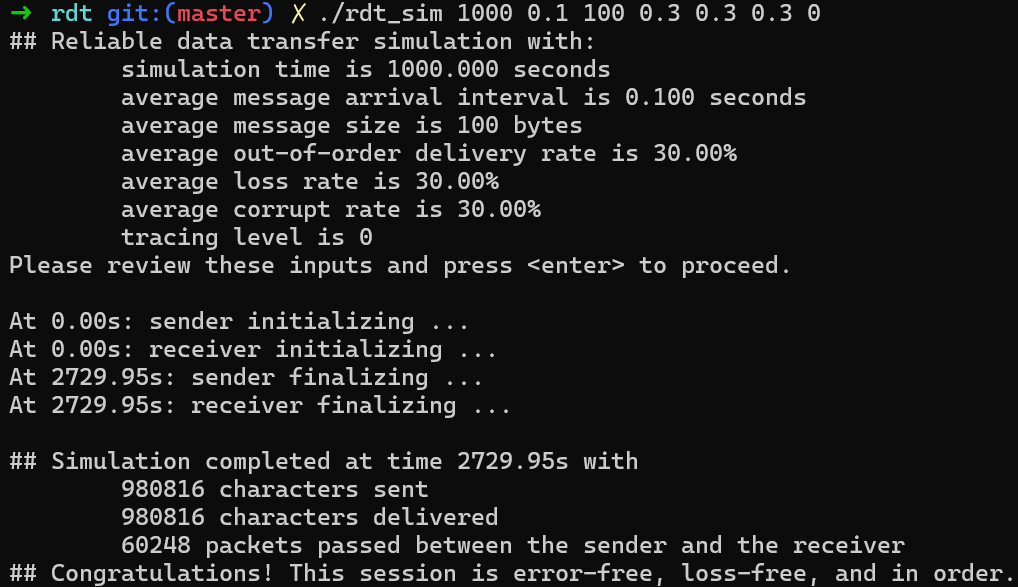 → rdt git:(master) ✗ ./rdt_sim 1000 0.1 100 0.3 0.3 0.3 0
## Reliable data transfer simulation with:
simulation time is 1000.000 seconds
average message arrival interval is 0.100 seconds
average message size is 100 bytes
average out-of-order delivery rate is 30.00%
average loss rate is 30.00%
average corrupt rate is 30.00%
tracing level is 0
Please review these inputs and press <enter> to proceed.
At 0.00s: sender initializing ...
At 0.00s: receiver initializing ...
At 2729.95s: sender finalizing ...
At 2729.95s: receiver finalizing ...
## Simulation completed at time 2729.95s with
980816 characters sent
980816 characters delivered
60248 packets passed between the sender and the receiver
## Congratulations! This session is error-free, loss-free, and in order.